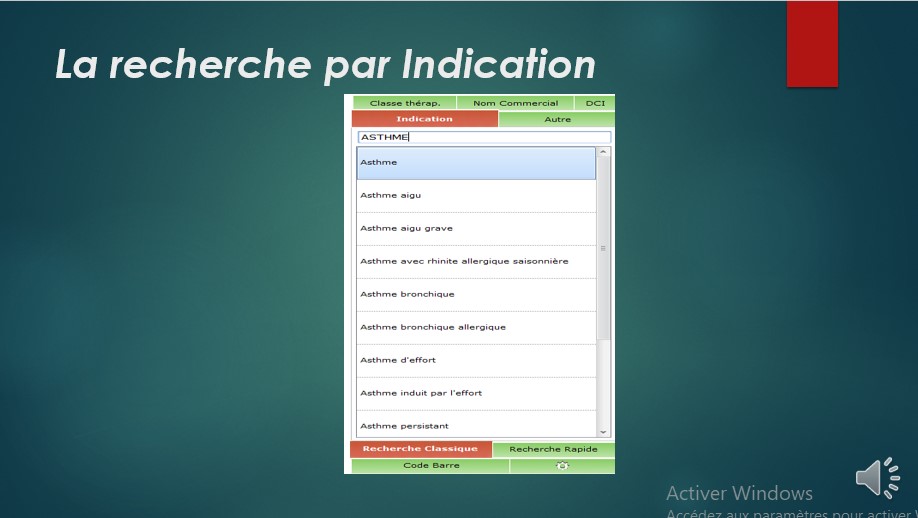 La recherche par Indication
Classe thérap. Nom Commercial DCI
Indication Autre
ASTHME
Asthme
Asthme aigu
Asthme aigu grave
Asthme avec rhinite allergique saisonnière
Asthme bronchique
Asthme bronchique allergique
Asthme d'effort
Asthme induit par l'effort
Asthme persistant
Recherche Classique Recherche Rapide
Code Barre
Activer Windows
Accédez aux paramètres pour activer